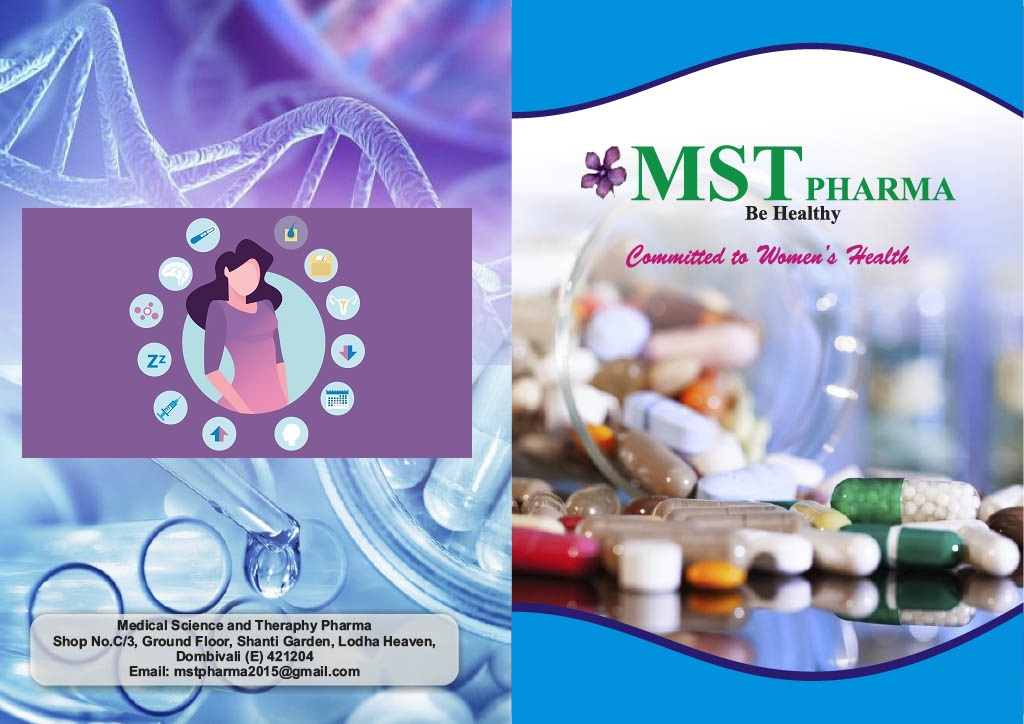 MST PHARMA
Be Healthy
Committed to Women's Health
ZZ
Medical Science and Theraphy Pharma
Shop No.C/3, Ground Floor, Shanti Garden, Lodha Heaven,
Dombivali (E) 421204
Email: mstpharma2015@gmail.com